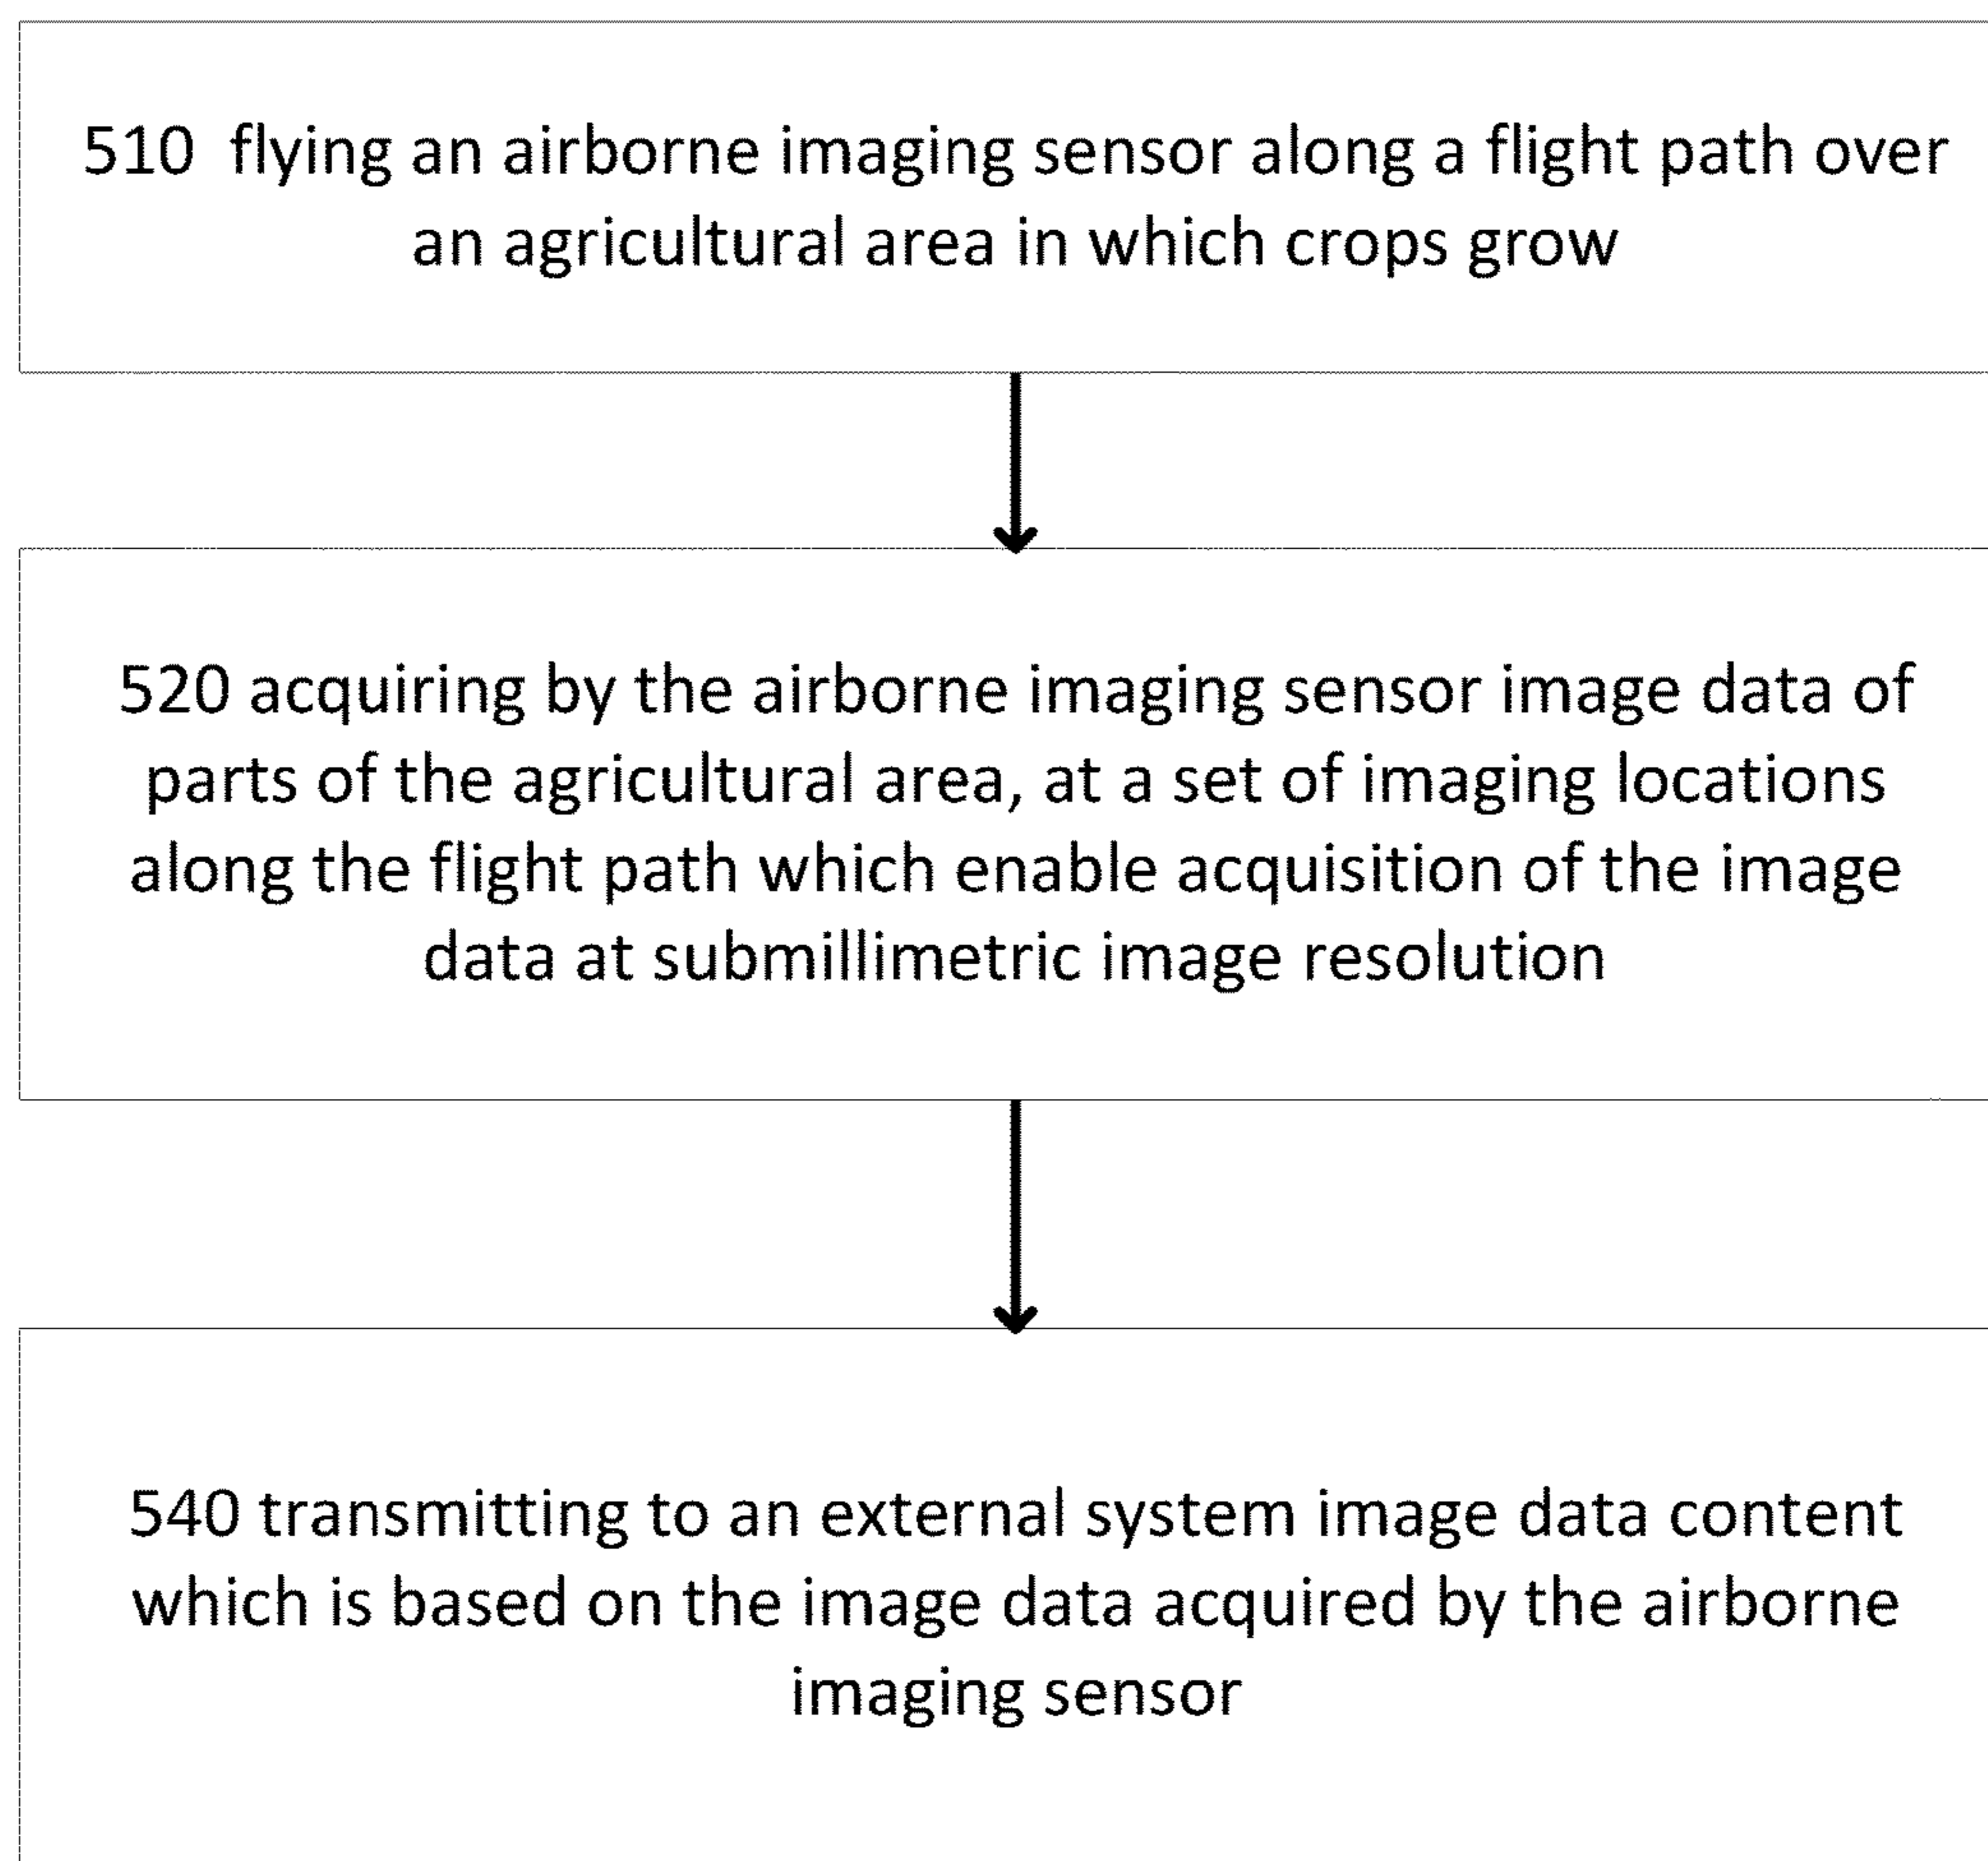 510 flying an airborne imaging sensor along a flight path over
an agricultural area in which crops grow
520 acquiring by the airborne imaging sensor image data of
parts of the agricultural area, at a set of imaging locations
along the flight path which enable acquisition of the image
data at submillimetric image resolution
540 transmitting to an external system image data content
which is based on the image data acquired by the airborne
imaging sensor